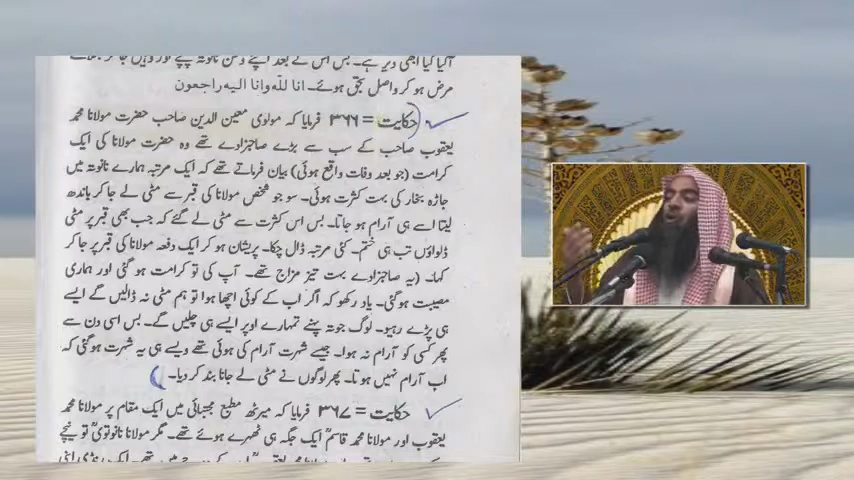 مرض ہو کر واصل بحق ہوئے۔ انا للّٰہ وانا الیہ راجعون
حکایت = ۳۶۶ فرمایا کہ مولوی معین الدین صاحب حضرت مولانا محمد
یعقوب صاحب کے سب سے بڑے صاحبزادے تھے وہ حضرت مولانا کی ایک
کرامت (جو بعد وفات واقع ہوئی) بیان فرماتے تھے کہ ایک مرتبہ ہمارے نانوتہ میں
جاڑہ بخار کی بہت کثرت ہوئی۔ سو جو شخص مولانا کی قبر سے مٹی لے جا کر باندھ
لیتا اسے ہی آرام ہو جاتا۔ بس اس کثرت سے مٹی لے گئے کہ جب بھی قبر پر مٹی
ڈلواؤں تب ہی ختم۔ کئی مرتبہ ڈال چکا۔ پریشان ہو کر ایک دفعہ مولانا کی قبر پر جا کر
کہا۔ (یہ صاحبزادے بہت تیز مزاج تھے۔ آپ کی تو کرامت ہو گئی اور ہماری
مصیبت ہو گئی۔ یاد رکھو کہ اگر اب کے کوئی اچھا ہوا تو ہم مٹی نہ ڈالیں گے ایسے
ہی پڑے رہیو۔ لوگ جوتہ پہنے تمہارے اوپر ایسے ہی چلیں گے۔ بس اسی دن سے
پھر کسی کو آرام نہ ہوا۔ جیسے شہرت آرام کی ہوئی تھی ویسے ہی یہ شہرت ہو گئی کہ
اب آرام نہیں ہوتا۔ پھر لوگوں نے مٹی لے جانا بند کر دیا۔
حکایت = ۳۶۷ فرمایا کہ میرٹھ مطبع مجتبائی میں ایک مقام پر مولانا محمد
یعقوب اور مولانا محمد قاسمؒ ایک جگہ ہی ٹھہرے ہوئے تھے۔ مگر مولانا نانوتویؒ تو نیچے